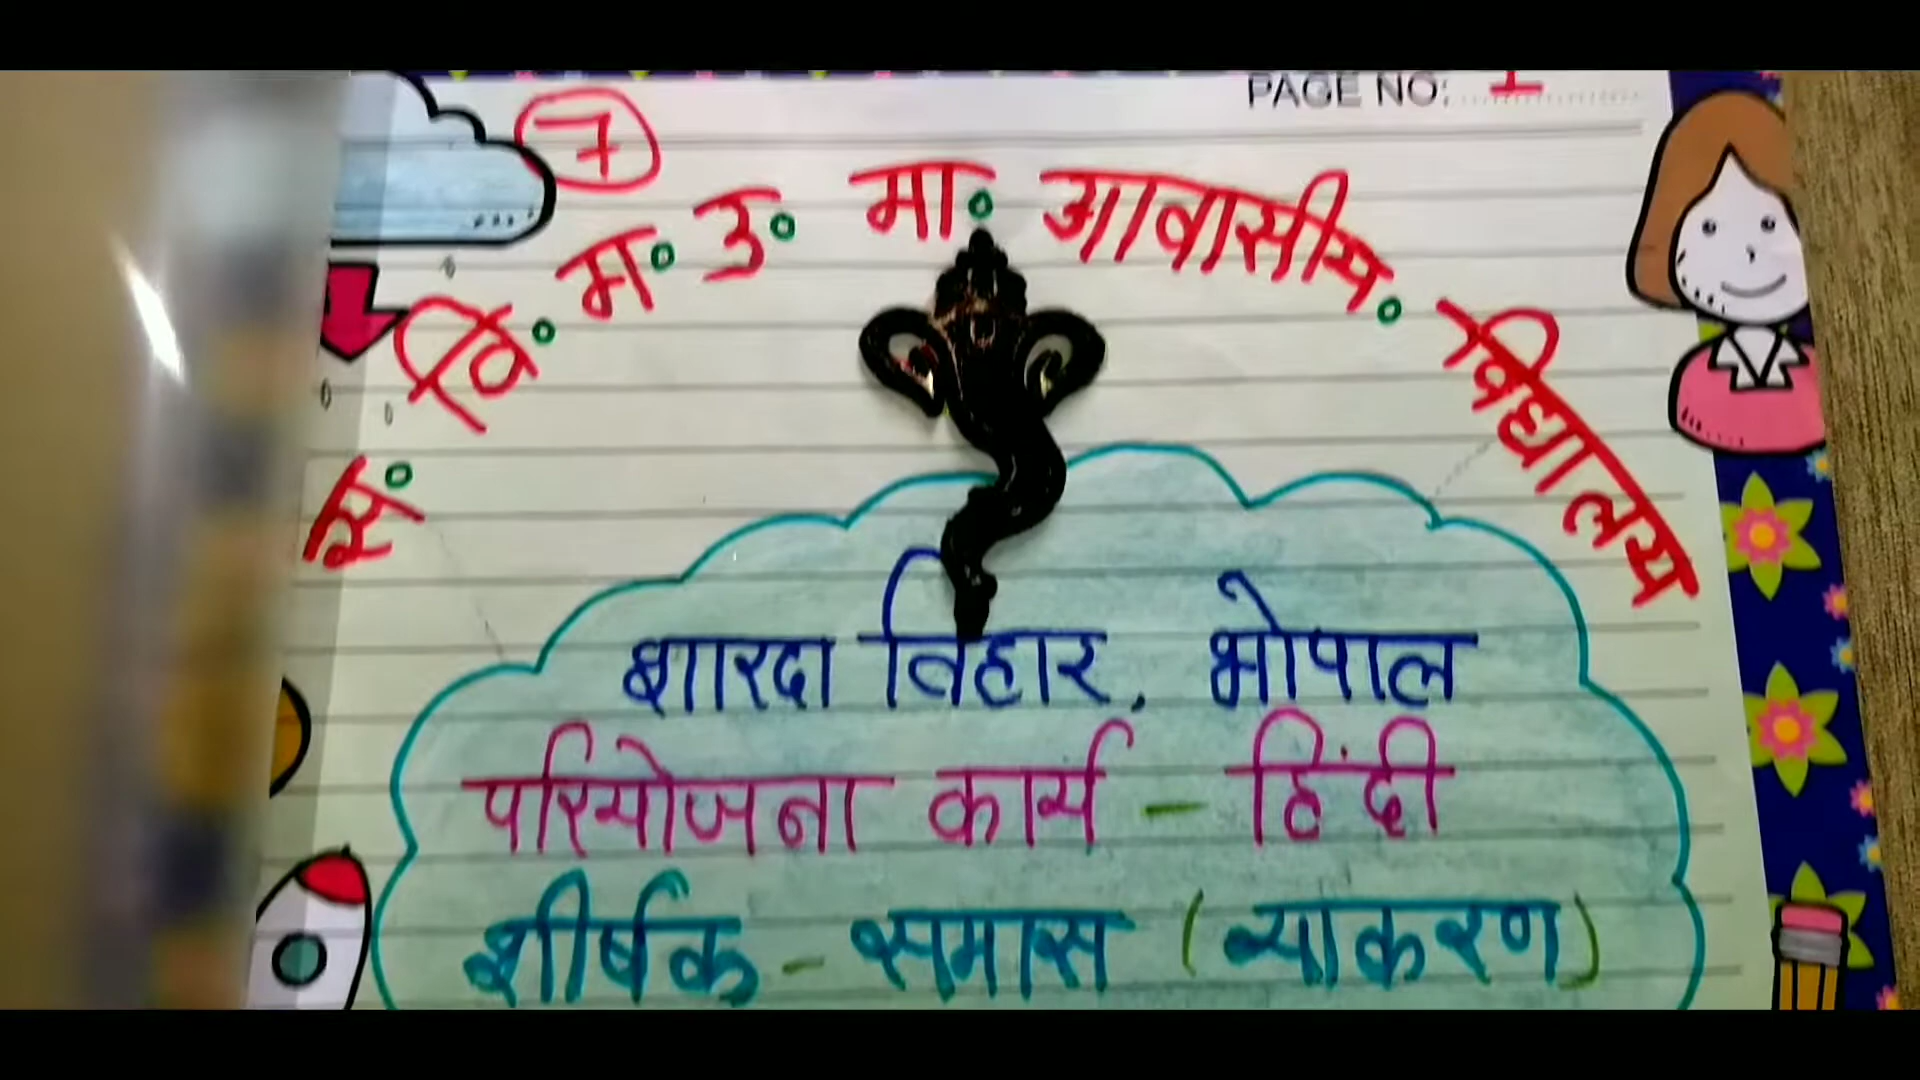 PAGE NO: 1
7
स॰ वि॰ म॰ उ॰ मा॰ आवासीय॰ विद्यालय
शारदा विहार, भोपाल
परियोजना कार्य - हिंदी
शीर्षक - समास (व्याकरण)